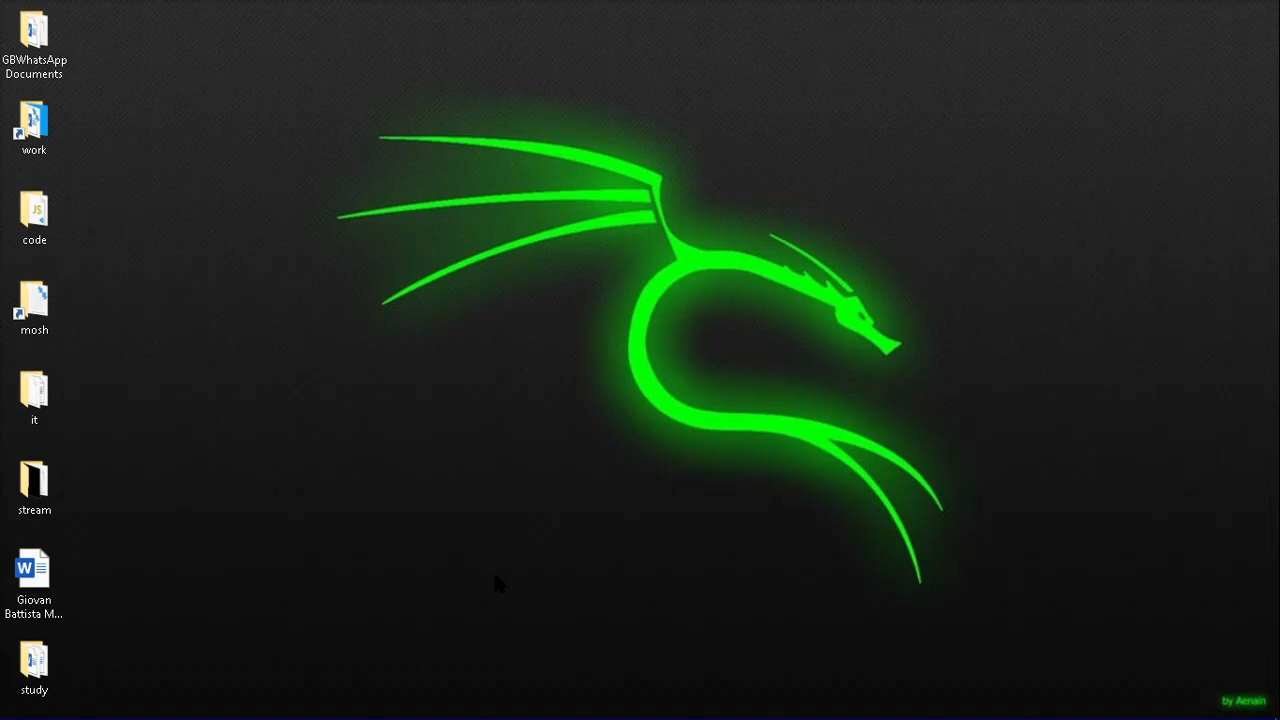 GBWhatsApp
Documents
work
JS
code
mosh
it
stream
W
Giovan
Battista M...
study
by Aenain